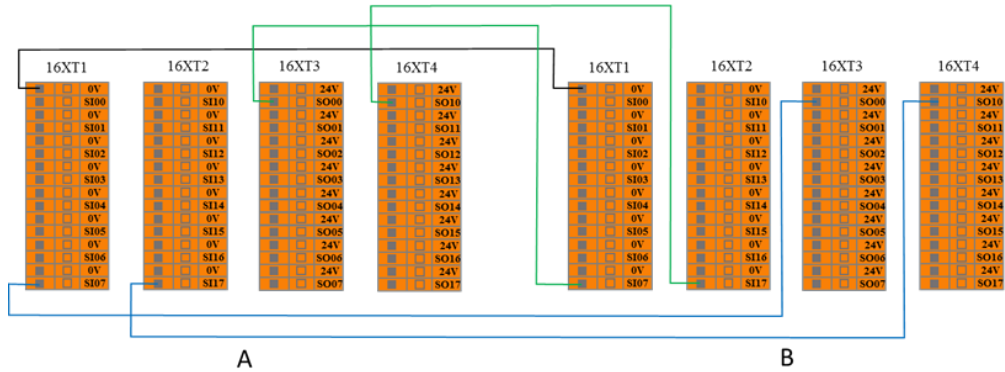 16XT1 16XT2 16XT3 16XT4 16XT1 16XT2 16XT3 16XT4
0V 0V 24V 24V 0V 0V 24V 24V
SI00 SI10 SO00 SO10 SI00 SI10 SO00 SO10
0V 0V 24V 24V 0V 0V 24V 24V
SI01 SI11 SO01 SO11 SI01 SI11 SO01 SO11
0V 0V 24V 24V 0V 0V 24V 24V
SI02 SI12 SO02 SO12 SI02 SI12 SO02 SO12
0V 0V 24V 24V 0V 0V 24V 24V
SI03 SI13 SO03 SO13 SI03 SI13 SO03 SO13
0V 0V 24V 24V 0V 0V 24V 24V
SI04 SI14 SO04 SO14 SI04 SI14 SO04 SO14
0V 0V 24V 24V 0V 0V 24V 24V
SI05 SI15 SO05 SO15 SI05 SI15 SO05 SO15
0V 0V 24V 24V 0V 0V 24V 24V
SI06 SI16 SO06 SO16 SI06 SI16 SO06 SO16
0V 0V 24V 24V 0V 0V 24V 24V
SI07 SI17 SO07 SO17 SI07 SI17 SO07 SO17
A B